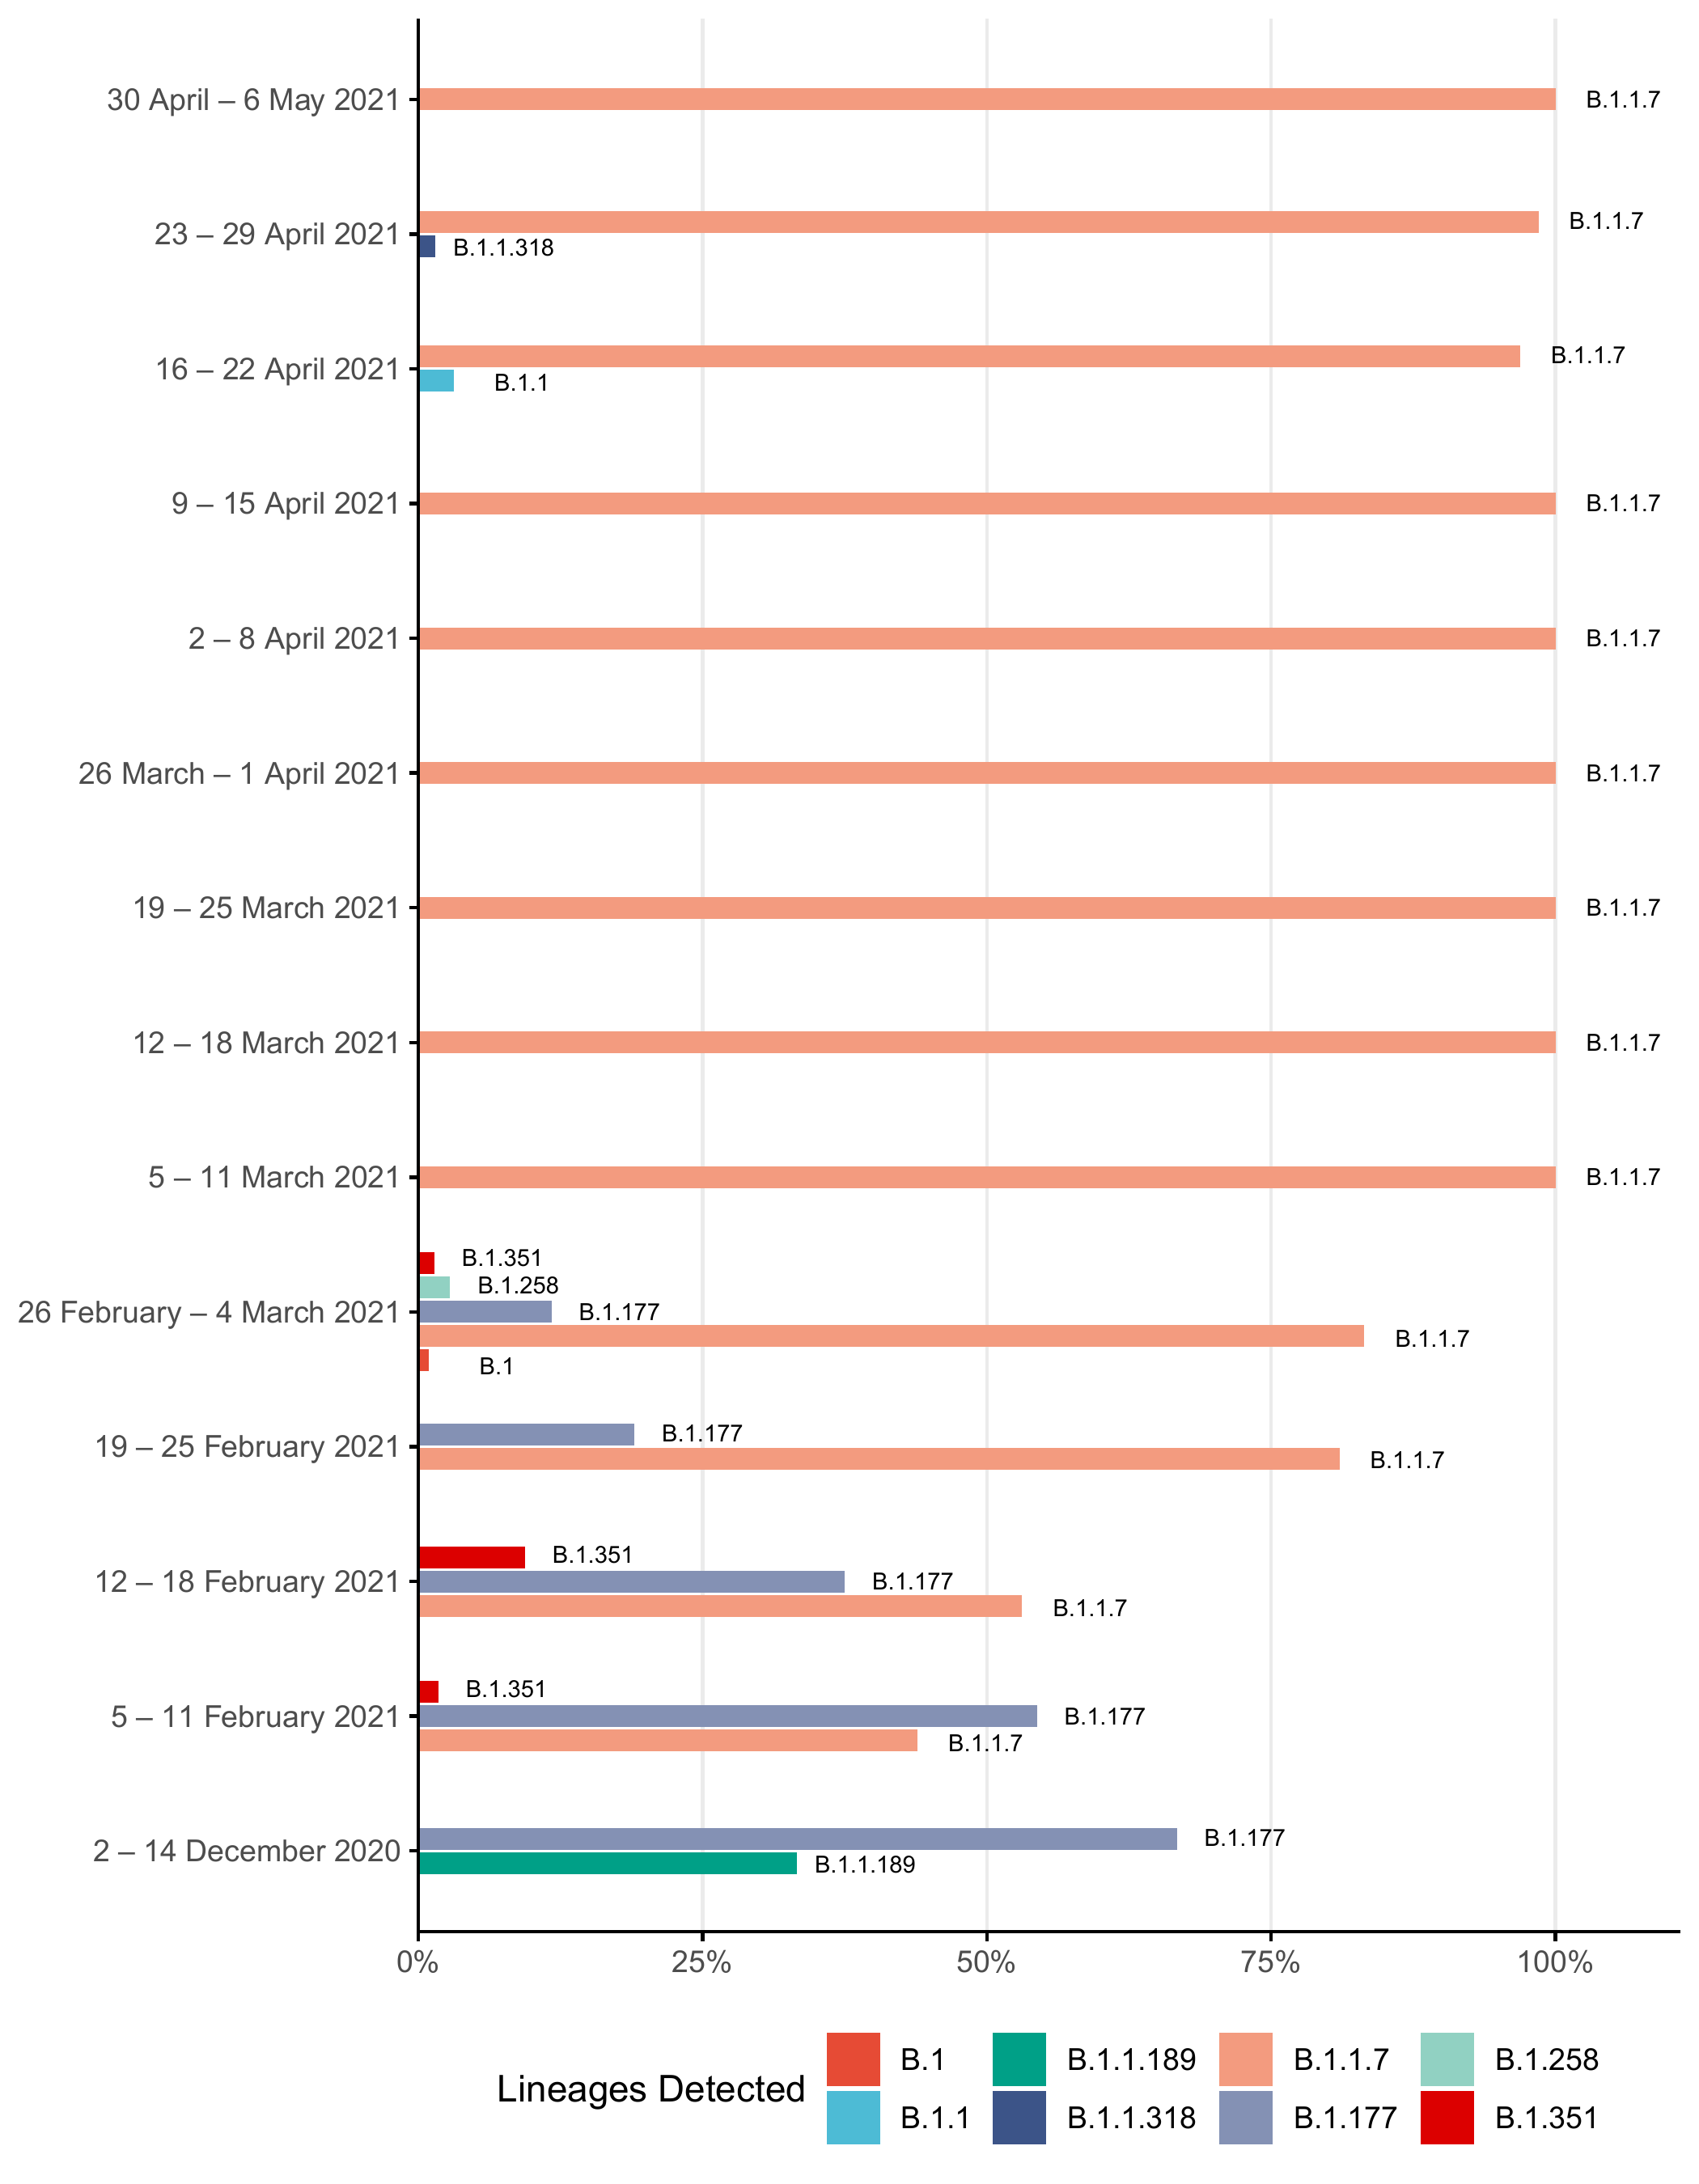 30 April – 6 May 2021
B.1.1.7
23 – 29 April 2021
B.1.1.7
B.1.1.318
16 – 22 April 2021
B.1.1.7
B.1.1
9 – 15 April 2021
B.1.1.7
2 – 8 April 2021
B.1.1.7
26 March – 1 April 2021
B.1.1.7
19 – 25 March 2021
B.1.1.7
12 – 18 March 2021
B.1.1.7
5 – 11 March 2021
B.1.1.7
26 February – 4 March 2021
B.1.351
B.1.258
B.1.177
B.1.1.7
B.1
19 – 25 February 2021
B.1.177
B.1.1.7
12 – 18 February 2021
B.1.351
B.1.177
B.1.1.7
5 – 11 February 2021
B.1.351
B.1.177
B.1.1.7
2 – 14 December 2020
B.1.177
B.1.1.189
0% 25% 50% 75% 100%
Lineages Detected
B.1 B.1.1.189 B.1.1.7 B.1.258
B.1.1 B.1.1.318 B.1.177 B.1.351